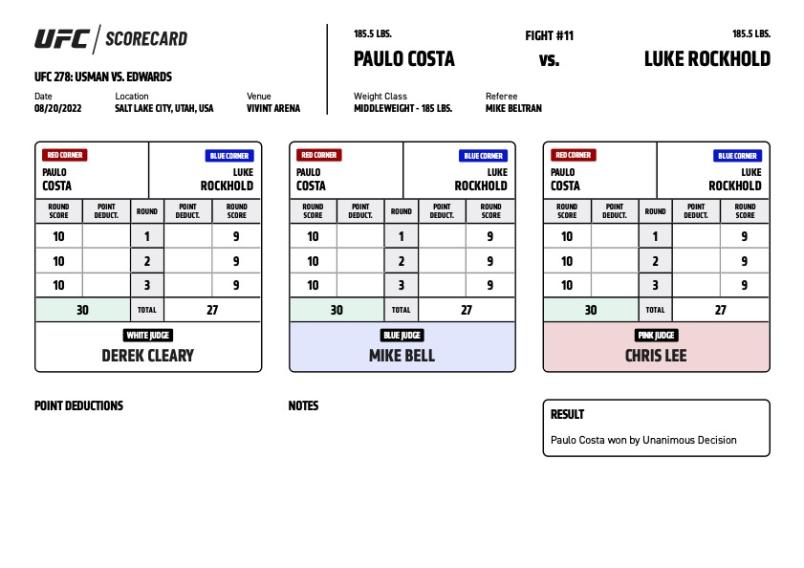 UFC / SCORECARD
UFC 278: USMAN VS. EDWARDS
Date Location Venue
08/20/2022 SALT LAKE CITY, UTAH, USA VIVINT ARENA
185.5 LBS. FIGHT #11 185.5 LBS.
PAULO COSTA VS. LUKE ROCKHOLD
Weight Class Referee
MIDDLEWEIGHT - 185 LBS. MIKE BELTRAN
RED CORNER BLUE CORNER
PAULO LUKE
COSTA ROCKHOLD
ROUND SCORE POINT DEDUCT. ROUND POINT DEDUCT. ROUND SCORE
10 1 9
10 2 9
10 3 9
30 TOTAL 27
WHITE JUDGE
DEREK CLEARY
RED CORNER BLUE CORNER
PAULO LUKE
COSTA ROCKHOLD
ROUND SCORE POINT DEDUCT. ROUND POINT DEDUCT. ROUND SCORE
10 1 9
10 2 9
10 3 9
30 TOTAL 27
BLUE JUDGE
MIKE BELL
RED CORNER BLUE CORNER
PAULO LUKE
COSTA ROCKHOLD
ROUND SCORE POINT DEDUCT. ROUND POINT DEDUCT. ROUND SCORE
10 1 9
10 2 9
10 3 9
30 TOTAL 27
PINK JUDGE
CHRIS LEE
POINT DEDUCTIONS
NOTES
RESULT
Paulo Costa won by Unanimous Decision